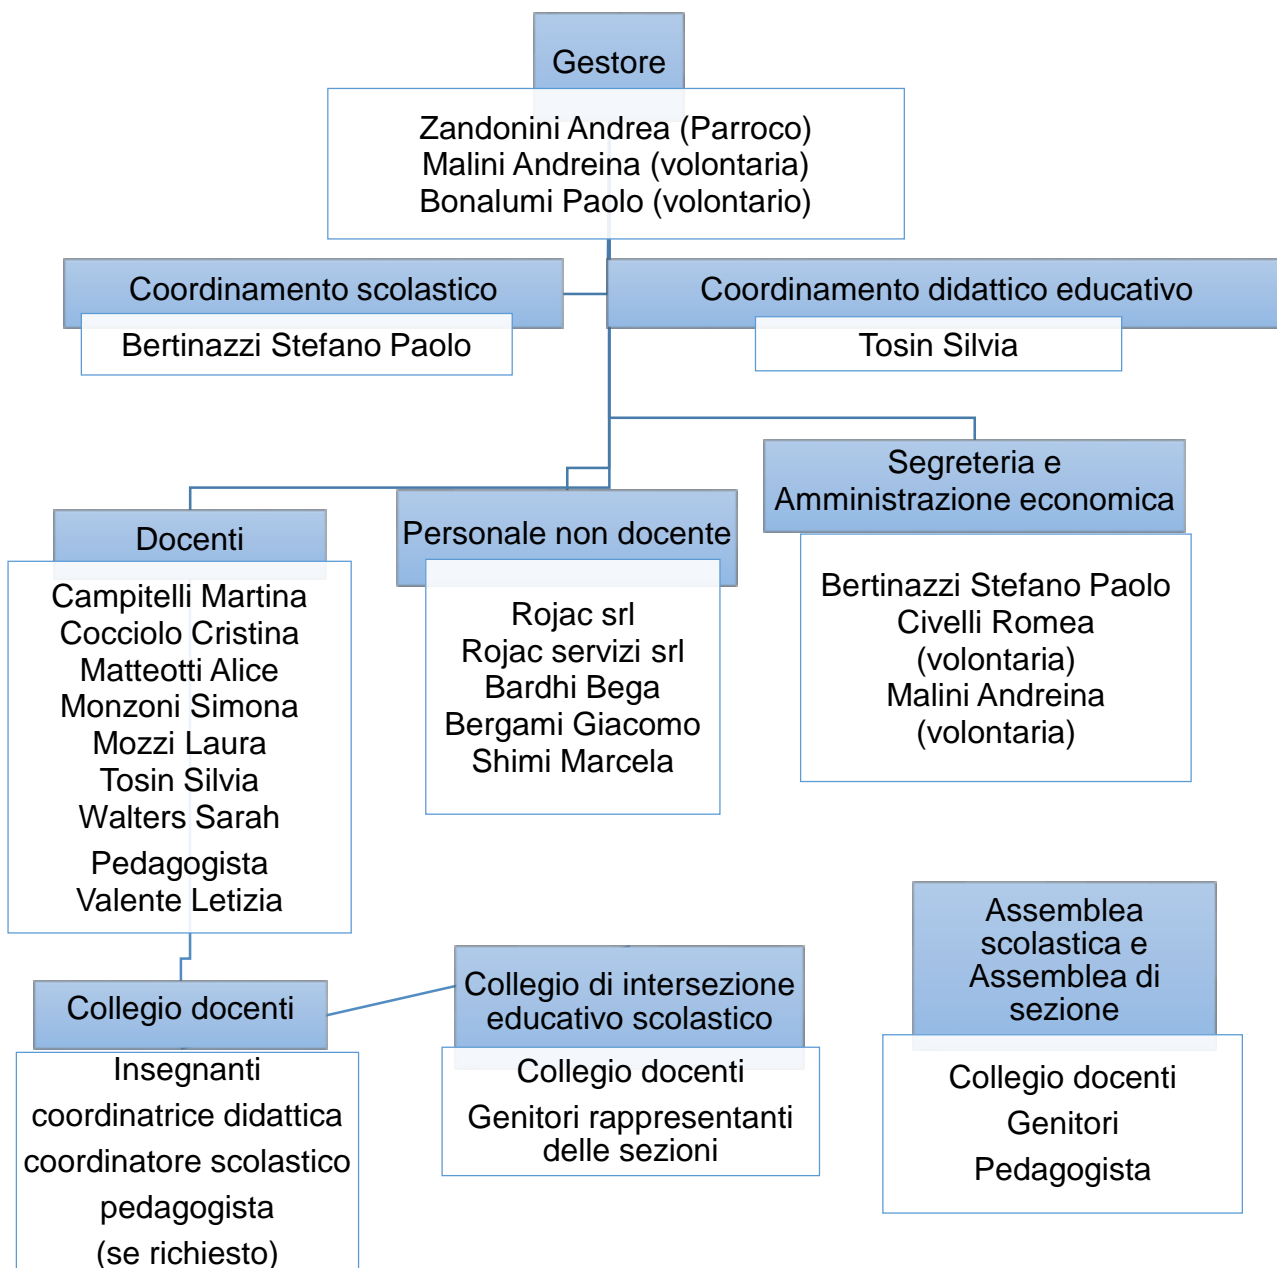 Gestore
Zandonini Andrea (Parroco)
Malini Andreina (volontaria)
Bonalumi Paolo (volontario)
Coordinamento scolastico
Bertinazzi Stefano Paolo
Coordinamento didattico educativo
Tosin Silvia
Docenti
Campitelli Martina
Cocciolo Cristina
Matteotti Alice
Monzoni Simona
Mozzi Laura
Tosin Silvia
Walters Sarah
Pedagogista
Valente Letizia
Personale non docente
Rojac srl
Rojac servizi srl
Bardhi Bega
Bergami Giacomo
Shimi Marcela
Segreteria e
Amministrazione economica
Bertinazzi Stefano Paolo
Civelli Romea
(volontaria)
Malini Andreina
(volontaria)
Collegio docenti
Insegnanti
coordinatrice didattica
coordinatore scolastico
pedagogista
(se richiesto)
Collegio di intersezione
educativo scolastico
Collegio docenti
Genitori rappresentanti
delle sezioni
Assemblea
scolastica e
Assemblea di
sezione
Collegio docenti
Genitori
Pedagogista